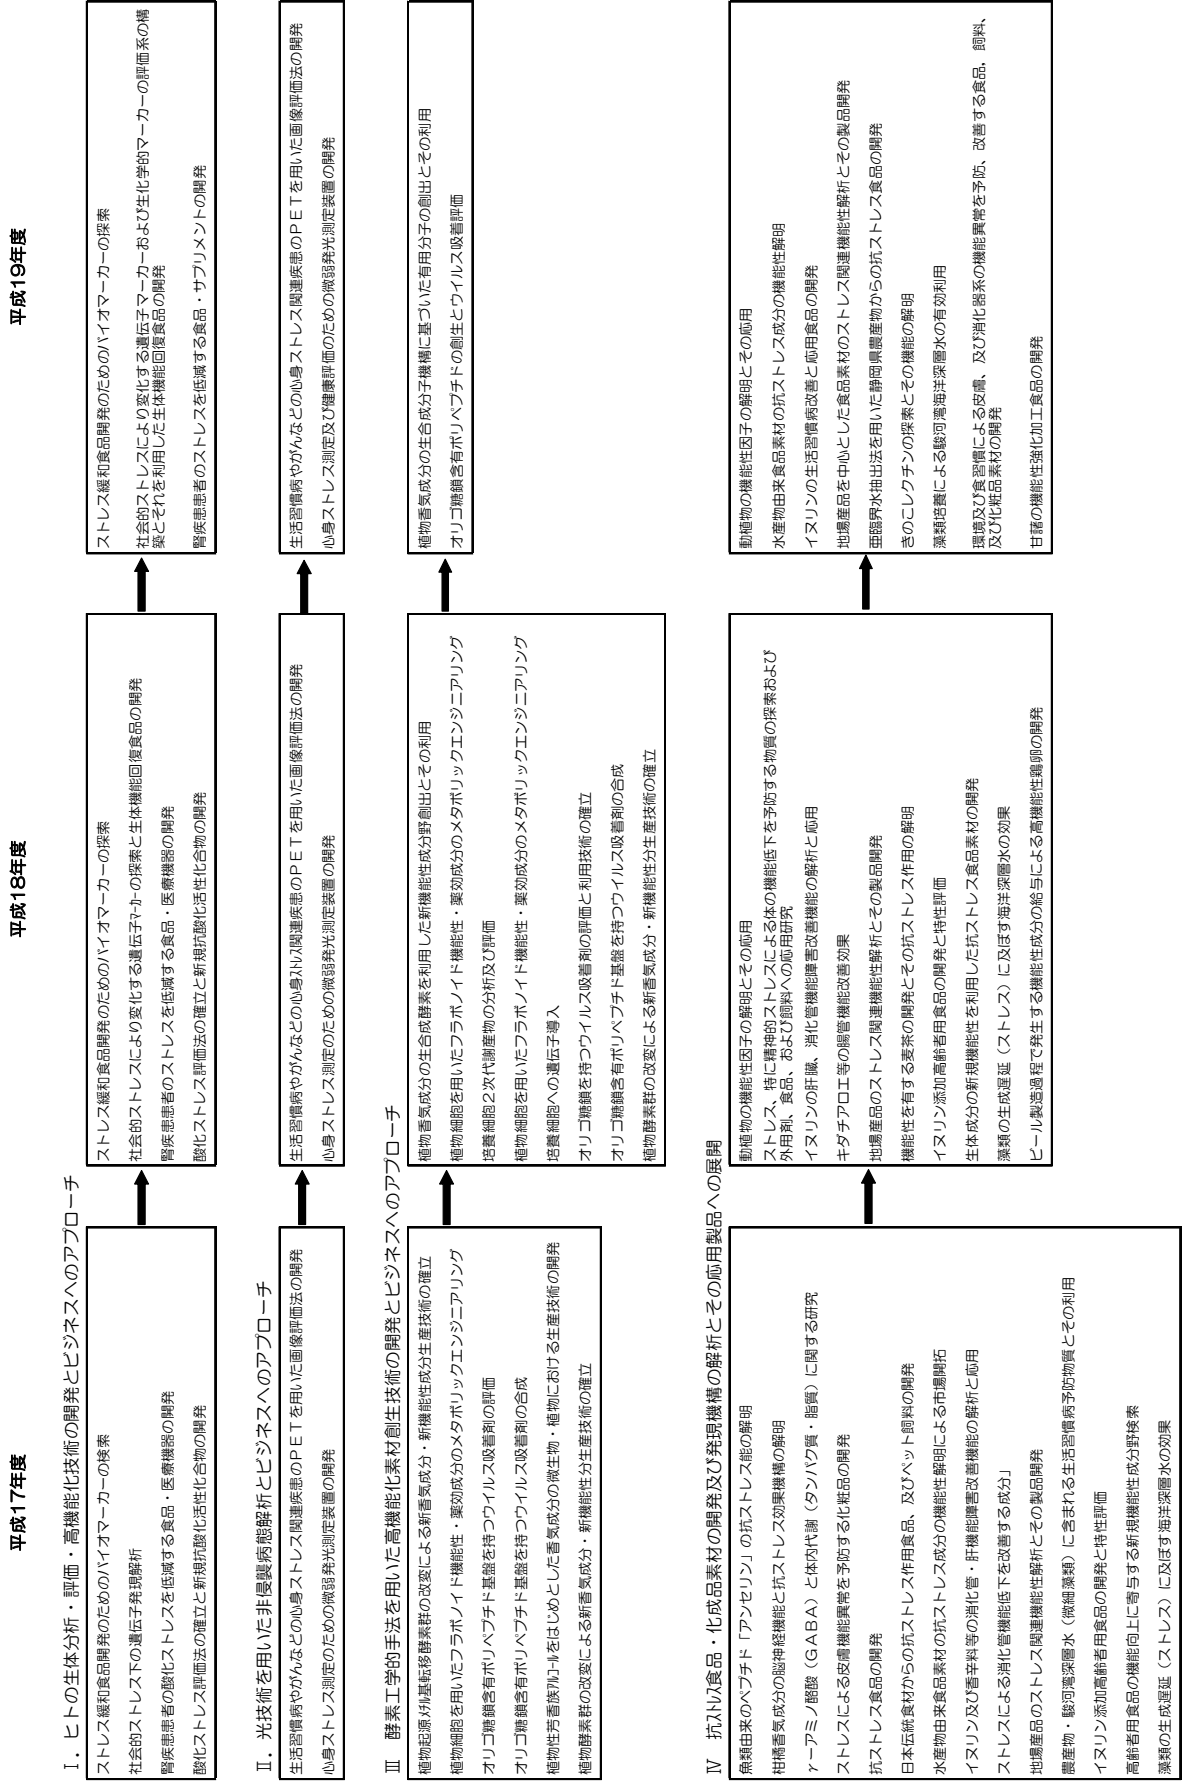 平成17年度
平成18年度
平成19年度
Ⅰ．ヒトの生体分析・評価・高機能化技術の開発とビジネスへのアプローチ
ストレス緩和食品開発のためのバイオマーカーの検索
社会的ストレス下の遺伝子発現解析
腎疾患患者の酸化ストレスを低減する食品・医療機器の開発
酸化ストレス評価法の確立と新規抗酸化活性化合物の開発
ストレス緩和食品開発のためのバイオマーカーの探索
社会的ストレスにより変化する遺伝子ﾏｰｶｰの探索と生体機能回復食品の開発
腎疾患患者のストレスを低減する食品・医療機器の開発
酸化ストレス評価法の確立と新規抗酸化活性化合物の開発
ストレス緩和食品開発のためのバイオマーカーの探索
社会的ストレスにより変化する遺伝子マーカーおよび生化学的マーカーの評価系の構
築とそれを利用した生体機能回復食品の開発
腎疾患患者のストレスを低減する食品・サプリメントの開発
Ⅱ．光技術を用いた非侵襲病態解析とビジネスへのアプローチ
生活習慣病やがんなどの心身ストレス関連疾患のＰＥＴを用いた画像評価法の開発
心身ストレス測定のための微弱発光測定装置の開発
生活習慣病やがんなどの心身ｽﾄﾚｽ関連疾患のＰＥＴを用いた画像評価法の開発
心身ストレス測定のための微弱発光測定装置の開発
生活習慣病やがんなどの心身ストレス関連疾患のＰＥＴを用いた画像評価法の開発
心身ストレス測定及び健康評価のための微弱発光測定装置の開発
Ⅲ　酵素工学的手法を用いた高機能化素材創生技術の開発とビジネスへのアプローチ
植物起源ﾒﾁﾙ基転移酵素群の改変による新香気成分・新機能性成分生産技術の確立
植物細胞を用いたフラボノイド機能性・薬効成分のメタボリックエンジニアリング
オリゴ糖鎖含有ポリペプチド基盤を持つウイルス吸着剤の評価
オリゴ糖鎖含有ポリペプチド基盤を持つウイルス吸着剤の合成
植物性芳香族ｱﾙｺｰﾙをはじめとした香気成分の微生物・植物における生産技術の開発
植物酵素群の改変による新香気成分・新機能性分生産技術の確立
植物香気成分の生合成酵素を利用した新機能性成分野創出とその利用
植物細胞を用いたフラボノイド機能性・薬効成分のメタボリックエンジニアリング
培養細胞２次代謝産物の分析及び評価
植物細胞を用いたフラボノイド機能性・薬効成分のメタボリックエンジニアリング
培養細胞への遺伝子導入
オリゴ糖鎖を持つウイルス吸着剤の評価と利用技術の確立
オリゴ糖鎖含有ポリペプチド基盤を持つウイルス吸着剤の合成
植物酵素群の改変による新香気成分・新機能性分生産技術の確立
植物香気成分の生合成分子機構に基づいた有用分子の創出とその利用
オリゴ糖鎖含有ポリペプチドの創生とウイルス吸着評価
Ⅳ　抗ｽﾄﾚｽ食品・化成品素材の開発及び発現機構の解析とその応用製品への展開
魚類由来のペプチド「アンセリン」の抗ストレス能の解明
柑橘香気成分の脳神経機能と抗ストレス効果機構の解明
γーアミノ酪酸（ＧＡＢＡ）と体内代謝（タンパク質・脂質）に関する研究
ストレスによる皮膚機能異常を予防する化粧品の開発
抗ストレス食品の開発
日本伝統食材からの抗ストレス作用食品、及びペット飼料の開発
水産物由来食品素材の抗ストレス成分の機能性解明による市場開拓
イヌリン及び香辛料等の消化管・肝機能障害改善機能の解析と応用
ストレスによる消化管機能低下を改善する成分」
地場産品のストレス関連機能性解析とその製品開発
農産物・駿河湾深層水（微細藻類）に含まれる生活習慣病予防物質とその利用
イヌリン添加高齢者用食品の開発と特性評価
高齢者用食品の機能向上に寄与する新規機能性成分野検索
藻類の生成遅延（ストレス）に及ぼす海洋深層水の効果
動植物の機能性因子の解明とその応用
ストレス、特に精神的ストレスによる体の機能低下を予防する物質の探索および
外用剤、食品、および飼料への応用研究
イヌリンの肝臓、消化管機能障害改善機能の解析と応用
キダチアロエ等の腸管機能改善効果
地場産品のストレス関連機能性解析とその製品開発
機能性を有する麦茶の開発とその抗ストレス作用の解明
イヌリン添加高齢者用食品の開発と特性評価
生体成分の新規機能性を利用した抗ストレス食品素材の開発
藻類の生成遅延（ストレス）に及ぼす海洋深層水の効果
ビール製造過程で発生する機能性成分の給与による高機能性鶏卵の開発
動植物の機能性因子の解明とその応用
水産物由来食品素材の抗ストレス成分の機能性解明
イヌリンの生活習慣病改善と応用食品の開発
地場産品を中心とした食品素材のストレス関連機能性解析とその製品開発
亜臨界水抽出法を用いた静岡県農産物からの抗ストレス食品の開発
きのこレクチンの探索とその機能の解明
藻類培養による駿河湾海洋深層水の有効利用
環境及び食習慣による皮膚、及び消化器系の機能異常を予防、改善する食品、飼料、
及び化粧品素材の開発
甘藷の機能性強化加工食品の開発